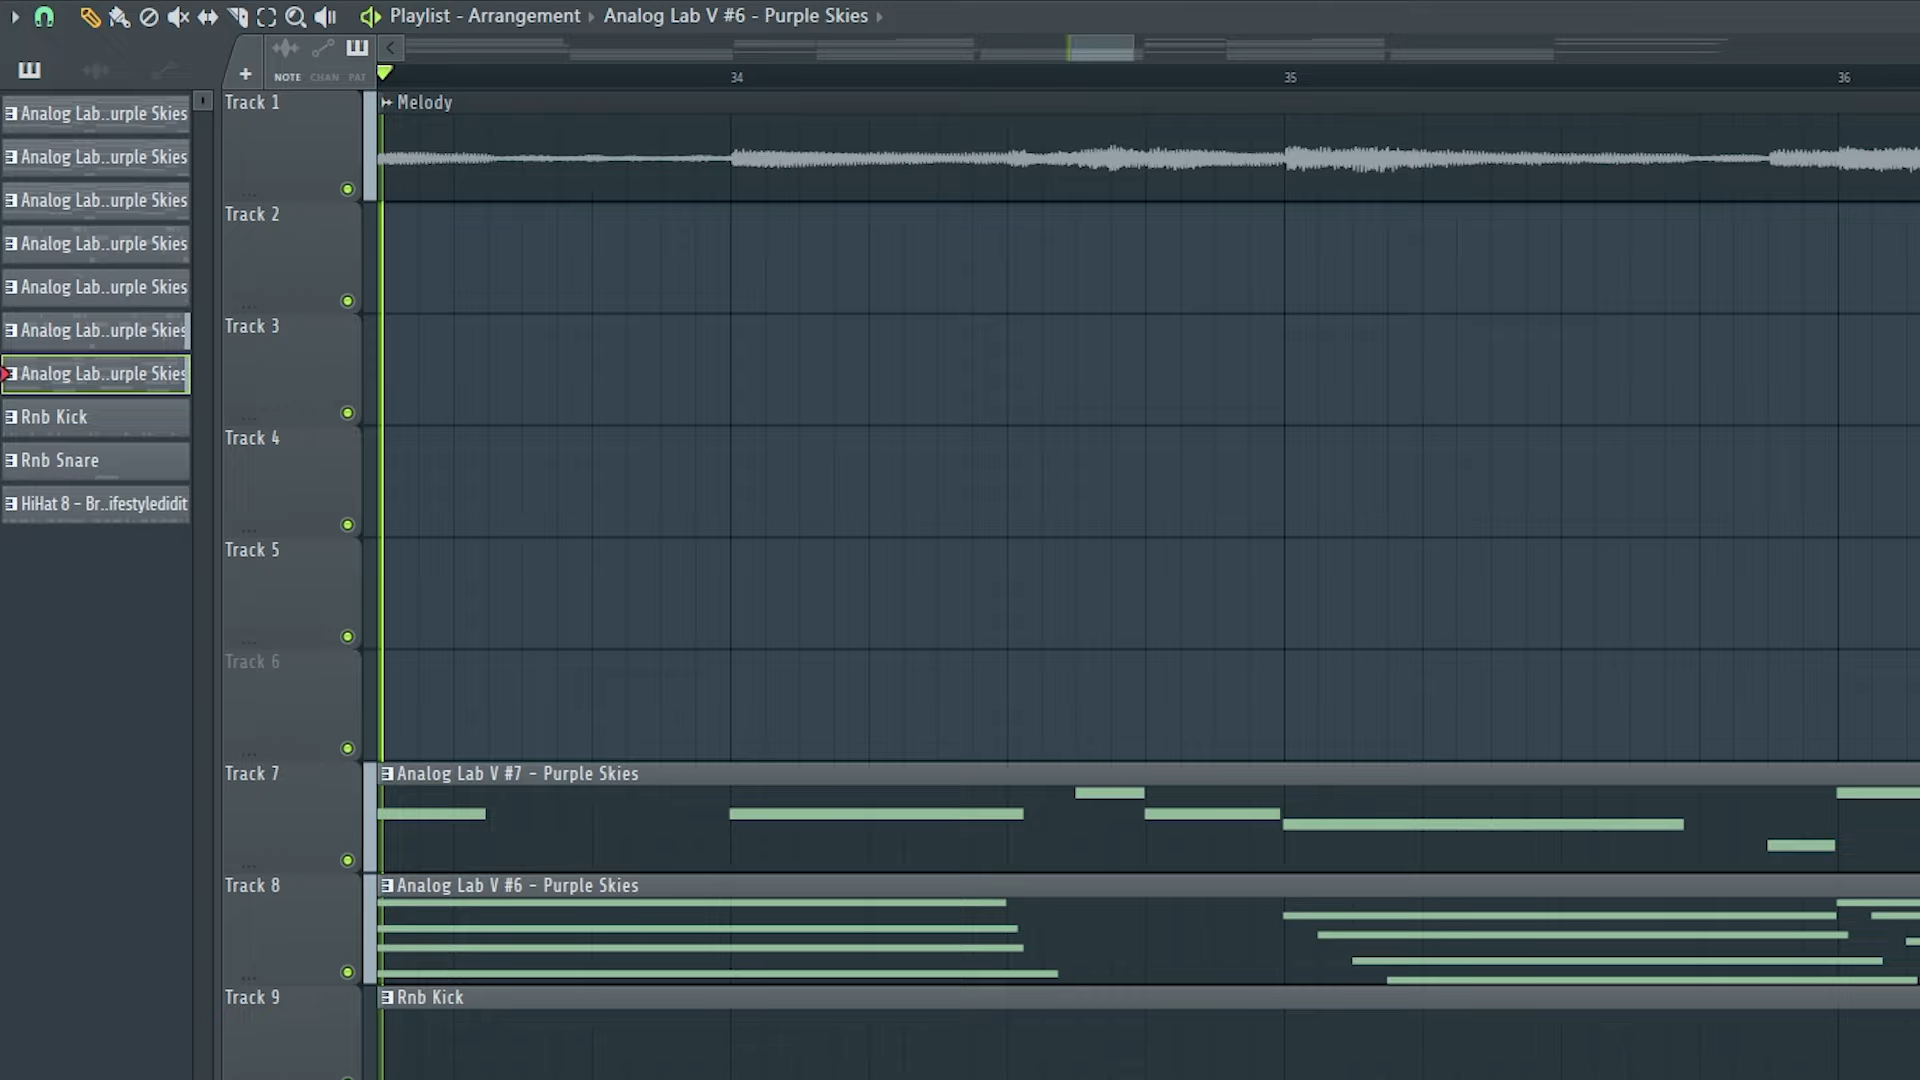 Playlist - Arrangement › Analog Lab V #6 - Purple Skies ›
NOTE CHAN PAT
34 35 36
Analog Lab..urple Skies
Analog Lab..urple Skies
Analog Lab..urple Skies
Analog Lab..urple Skies
Analog Lab..urple Skies
Analog Lab..urple Skies
Analog Lab..urple Skies
Rnb Kick
Rnb Snare
HiHat 8 - Br..ifestyledidit
Track 1
Melody
Track 2
Track 3
Track 4
Track 5
Track 6
Track 7
Analog Lab V #7 - Purple Skies
Track 8
Analog Lab V #6 - Purple Skies
Track 9
Rnb Kick